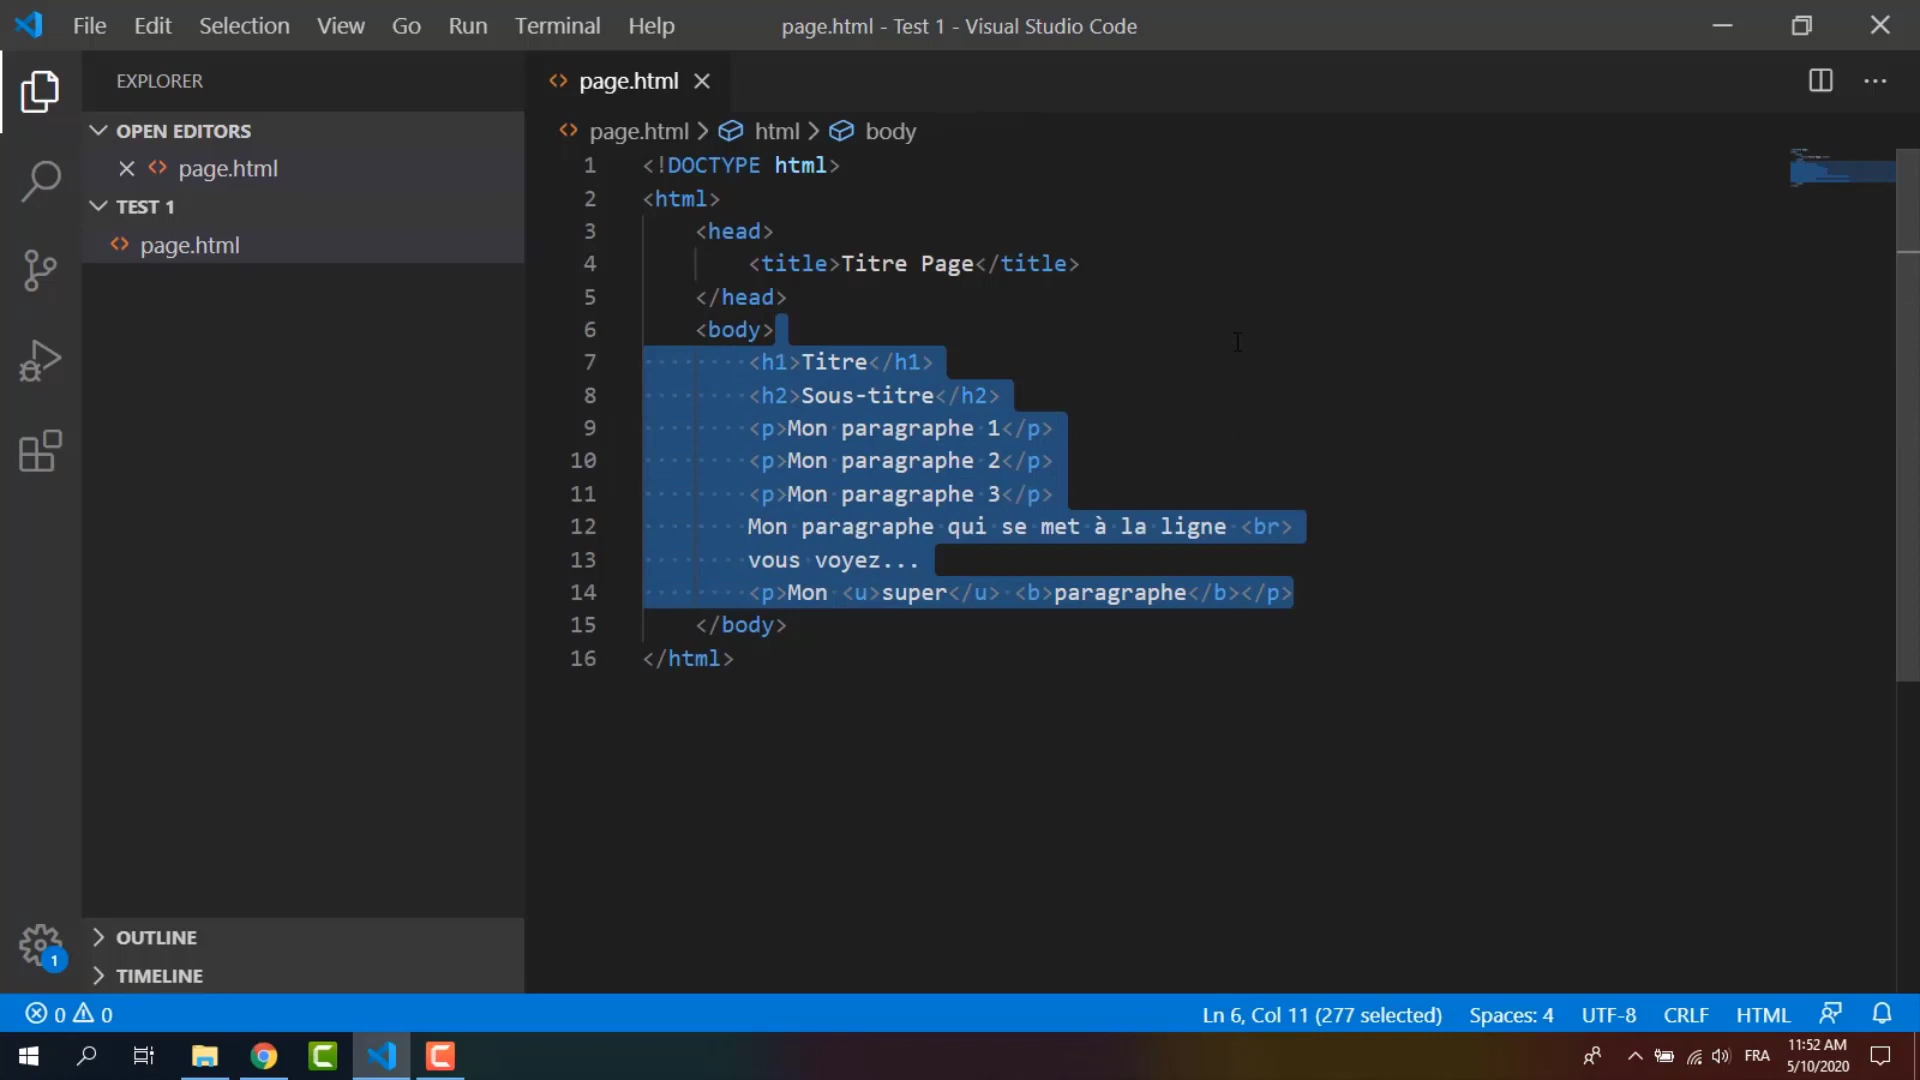 File Edit Selection View Go Run Terminal Help page.html - Test 1 - Visual Studio Code
EXPLORER
OPEN EDITORS
page.html
TEST 1
page.html
OUTLINE
TIMELINE
page.html
page.html > html > body
1 <!DOCTYPE html>
2 <html>
3 <head>
4 <title>Titre Page</title>
5 </head>
6 <body>
7 <h1>Titre</h1>
8 <h2>Sous-titre</h2>
9 <p>Mon paragraphe 1</p>
10 <p>Mon paragraphe 2</p>
11 <p>Mon paragraphe 3</p>
12 Mon paragraphe qui se met à la ligne <br>
13 vous voyez...
14 <p>Mon <u>super</u> <b>paragraphe</b></p>
15 </body>
16 </html>
1
0 0 Ln 6, Col 11 (277 selected) Spaces: 4 UTF-8 CRLF HTML
FRA 11:52 AM
5/10/2020